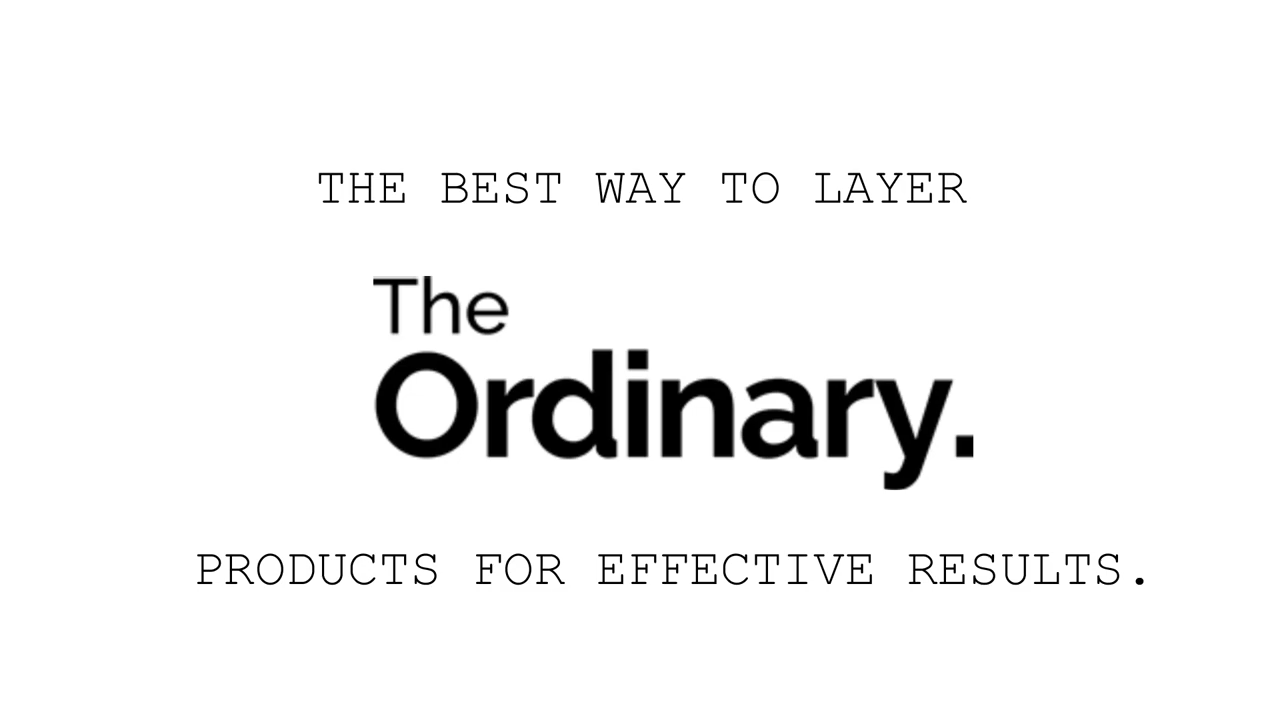 THE BEST WAY TO LAYER
The
Ordinary.
PRODUCTS FOR EFFECTIVE RESULTS.